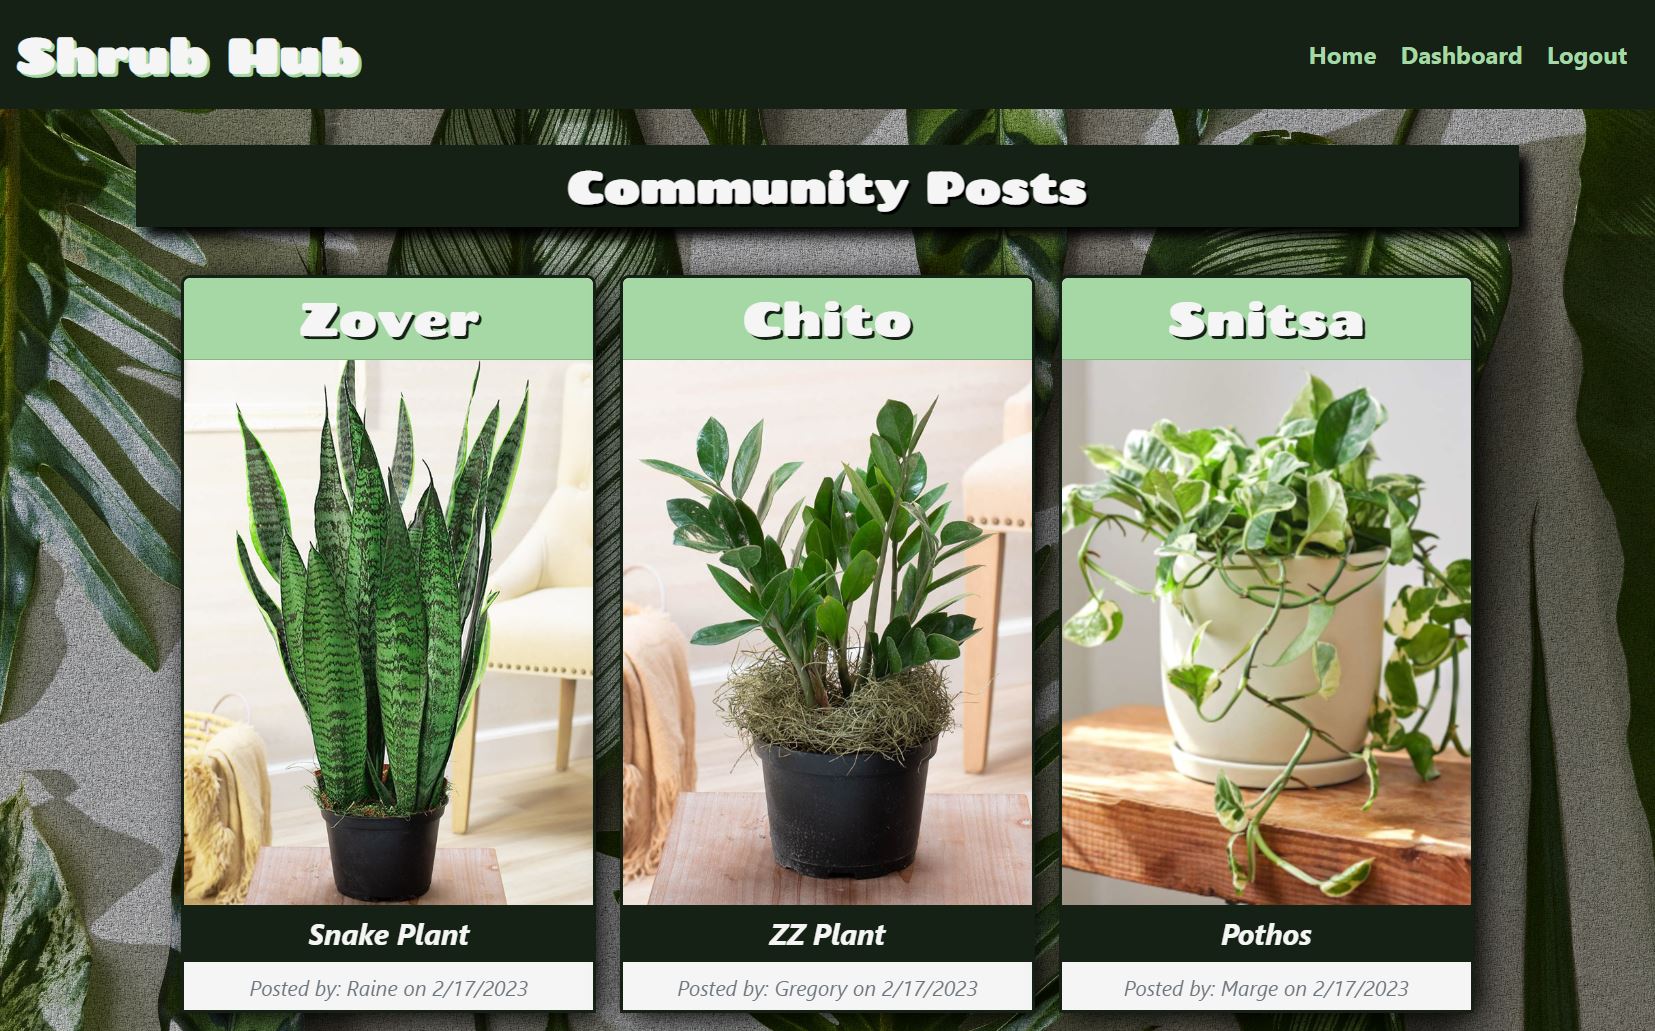 Shrub Hub
Home Dashboard Logout
Community Posts
Zover
Chito
Snitsa
Snake Plant
ZZ Plant
Pothos
Posted by: Raine on 2/17/2023
Posted by: Gregory on 2/17/2023
Posted by: Marge on 2/17/2023